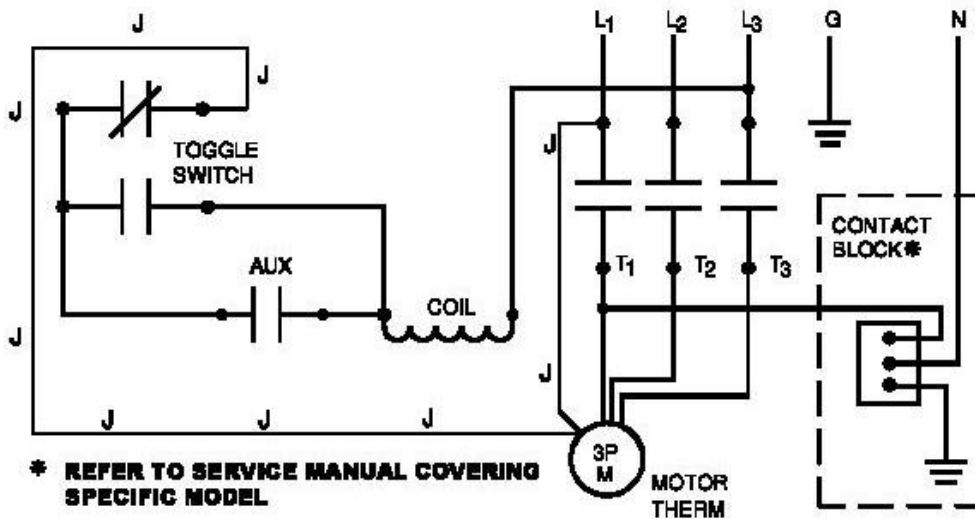 J L1 L2 L3 G N
J
J
J
TOGGLE
SWITCH
CONTACT
BLOCK*
AUX
T1 T2 T3
COIL
J
J
J J J
3P
M
* REFER TO SERVICE MANUAL COVERING
SPECIFIC MODEL
MOTOR
THERM